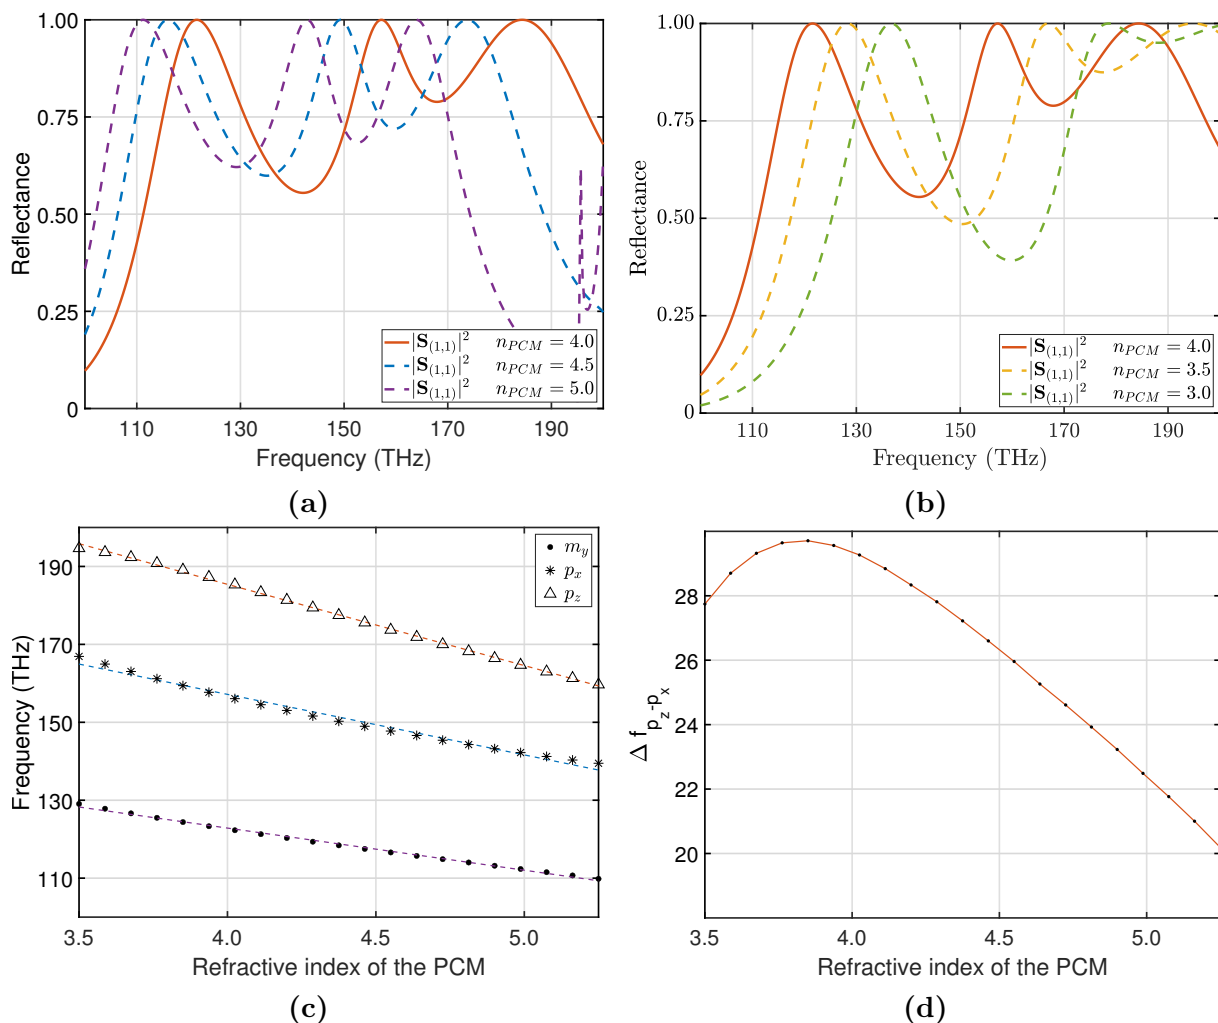 1.00
0.75
0.50
0.25
0
Reflectance
110 130 150 170 190
Frequency (THz)
|S(1,1)|² nPCM = 4.0
|S(1,1)|² nPCM = 4.5
|S(1,1)|² nPCM = 5.0
(a)
1.00
0.75
0.50
0.25
0
Reflectance
110 130 150 170 190
Frequency (THz)
|S(1,1)|² nPCM = 4.0
|S(1,1)|² nPCM = 3.5
|S(1,1)|² nPCM = 3.0
(b)
190
170
150
130
110
Frequency (THz)
my
px
pz
3.5 4.0 4.5 5.0
Refractive index of the PCM
(c)
28
26
24
22
20
Δ fpz-px
3.5 4.0 4.5 5.0
Refractive index of the PCM
(d)